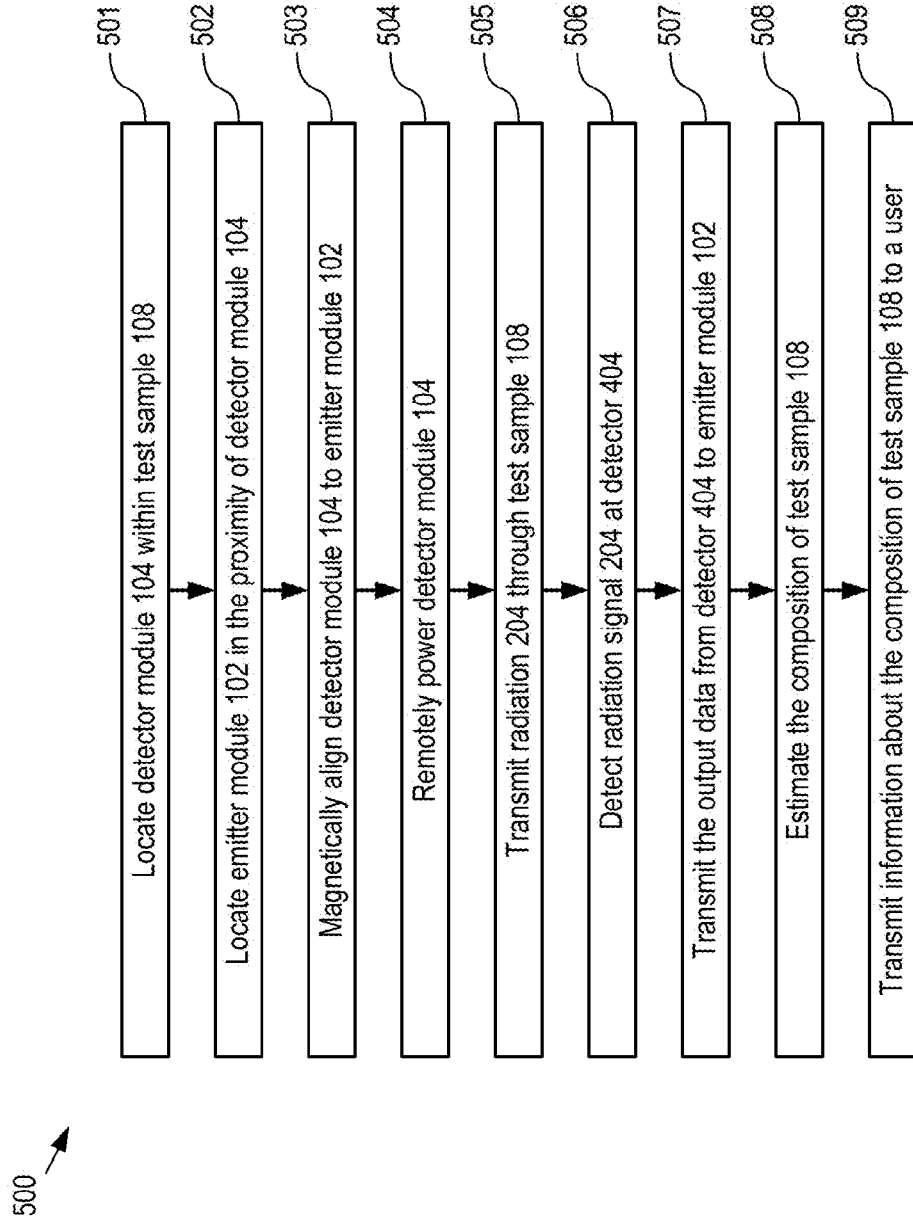 500
501
Locate detector module 104 within test sample 108
502
Locate emitter module 102 in the proximity of detector module 104
503
Magnetically align detector module 104 to emitter module 102
504
Remotely power detector module 104
505
Transmit radiation 204 through test sample 108
506
Detect radiation signal 204 at detector 404
507
Transmit the output data from detector 404 to emitter module 102
508
Estimate the composition of test sample 108
509
Transmit information about the composition of test sample 108 to a user